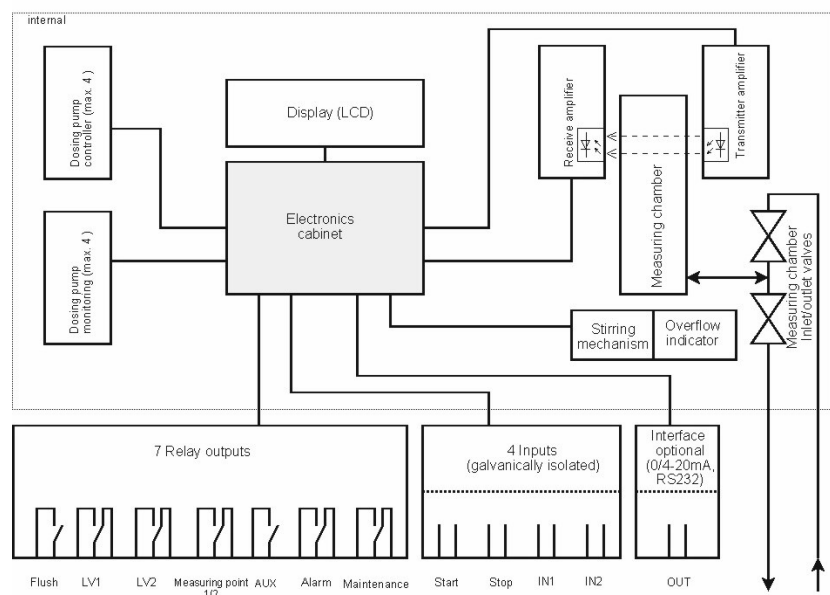 internal
Dosing pump
controller (max. 4 )
Display (LCD)
Receive amplifier
Transmitter amplifier
Measuring chamber
Electronics
cabinet
Dosing pump
monitoring (max. 4 )
Measuring chamber
Inlet/outlet valves
Stirring
mechanism
Overflow
indicator
7 Relay outputs
4 Inputs
(galvanically isolated)
Interface
optional
(0/4-20mA,
RS232)
Flush
LV1
LV2
Measuring point
1/2
AUX
Alarm
Maintenance
Start
Stop
IN1
IN2
OUT